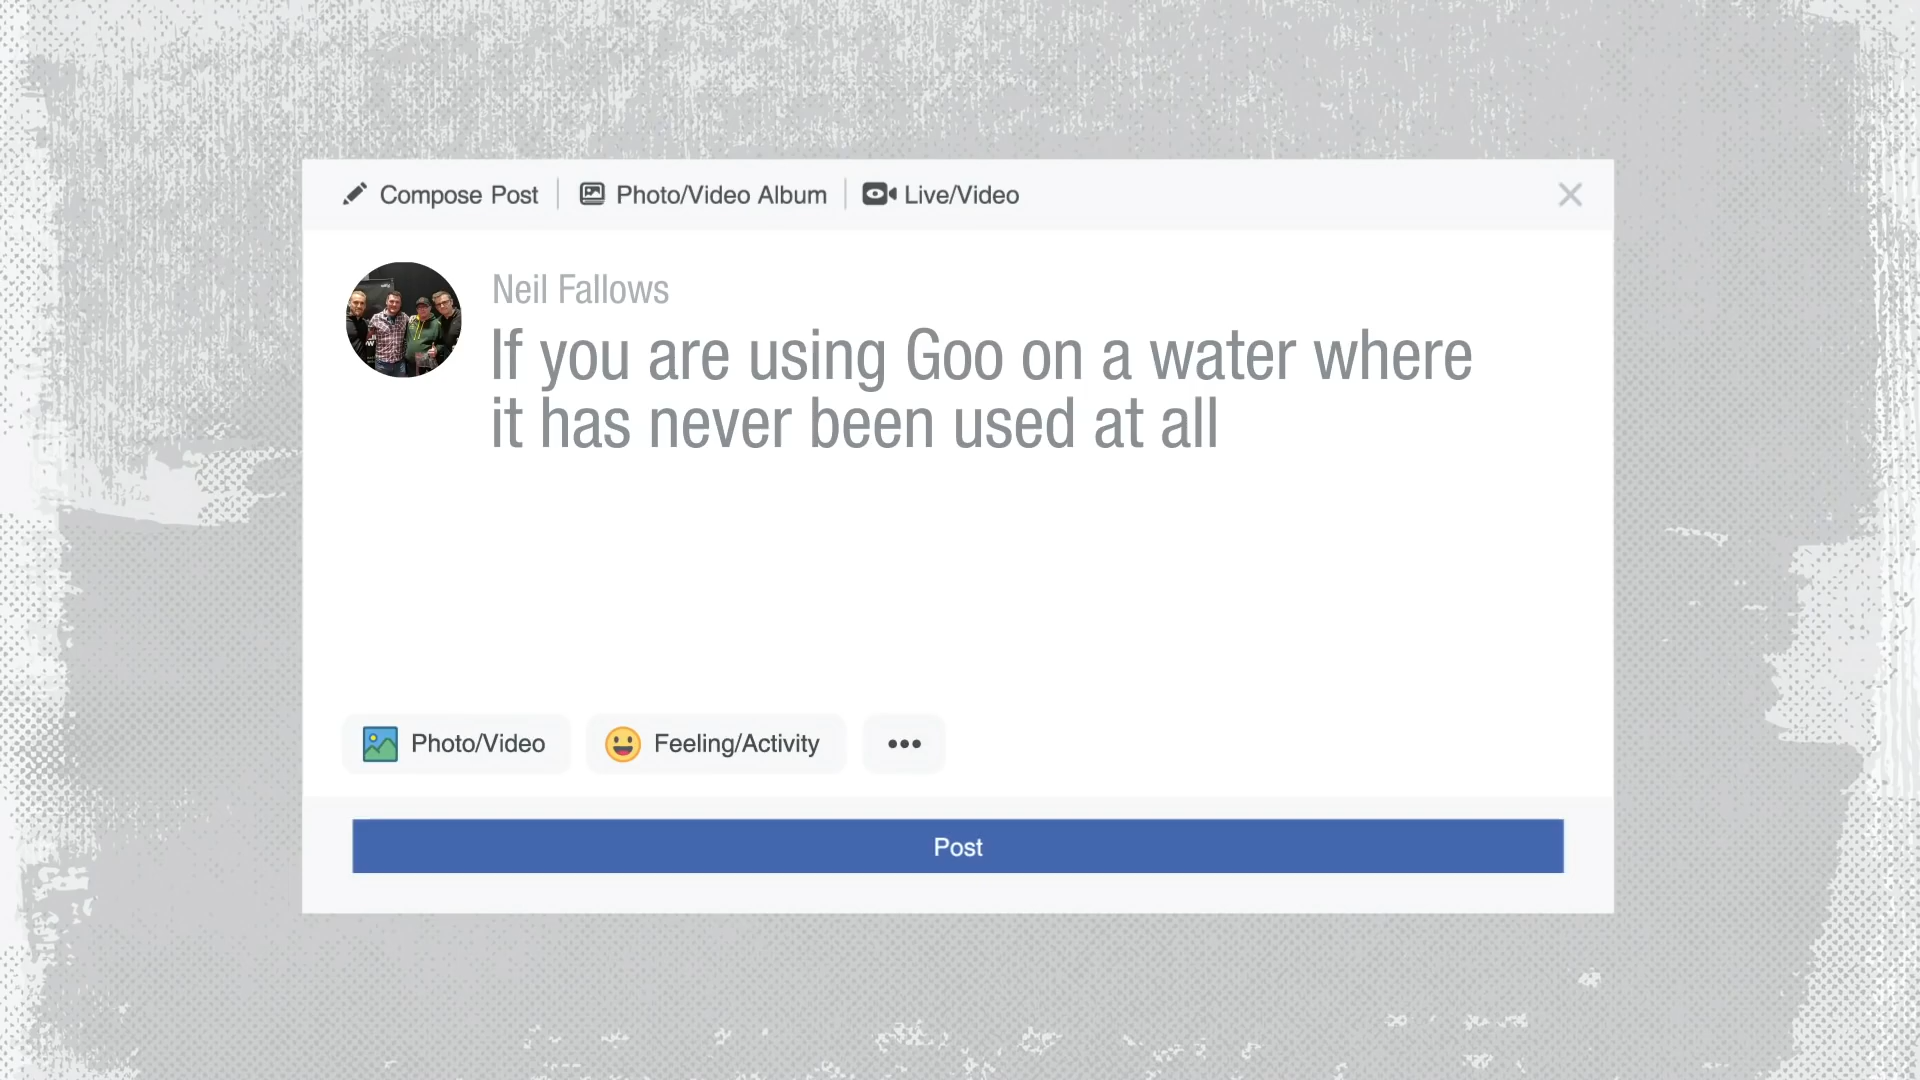 Compose Post
Photo/Video Album
Live/Video
Neil Fallows
If you are using Goo on a water where
it has never been used at all
Photo/Video
Feeling/Activity
Post